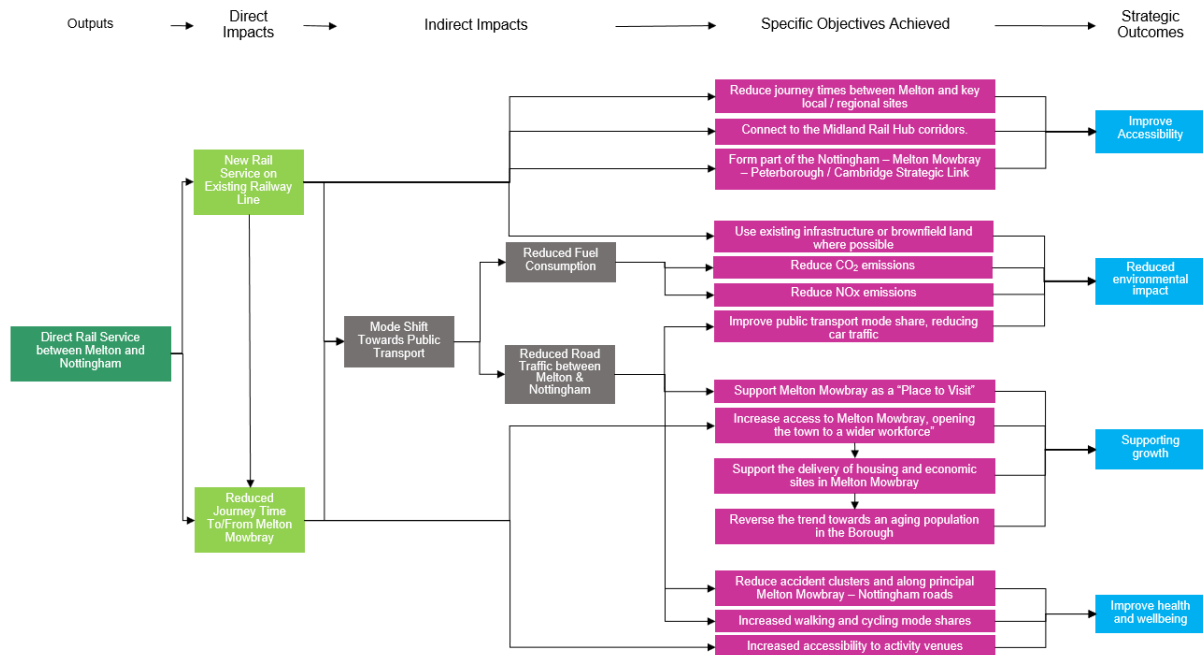 Outputs
Direct
Impacts
Indirect Impacts
Specific Objectives Achieved
Strategic
Outcomes
Direct Rail Service
between Melton and
Nottingham
New Rail
Service on
Existing Railway
Line
Reduced
Journey Time
To/From Melton
Mowbray
Mode Shift
Towards Public
Transport
Reduced Fuel
Consumption
Reduced Road
Traffic between
Melton &
Nottingham
Reduce journey times between Melton and key
local / regional sites
Connect to the Midland Rail Hub corridors.
Form part of the Nottingham – Melton Mowbray
– Peterborough / Cambridge Strategic Link
Use existing infrastructure or brownfield land
where possible
Reduce CO₂ emissions
Reduce NOx emissions
Improve public transport mode share, reducing
car traffic
Support Melton Mowbray as a “Place to Visit”
Increase access to Melton Mowbray, opening
the town to a wider workforce”
Support the delivery of housing and economic
sites in Melton Mowbray
Reverse the trend towards an aging population
in the Borough
Reduce accident clusters and along principal
Melton Mowbray – Nottingham roads
Increased walking and cycling mode shares
Increased accessibility to activity venues
Improve
Accessibility
Reduced
environmental
impact
Supporting
growth
Improve health
and wellbeing